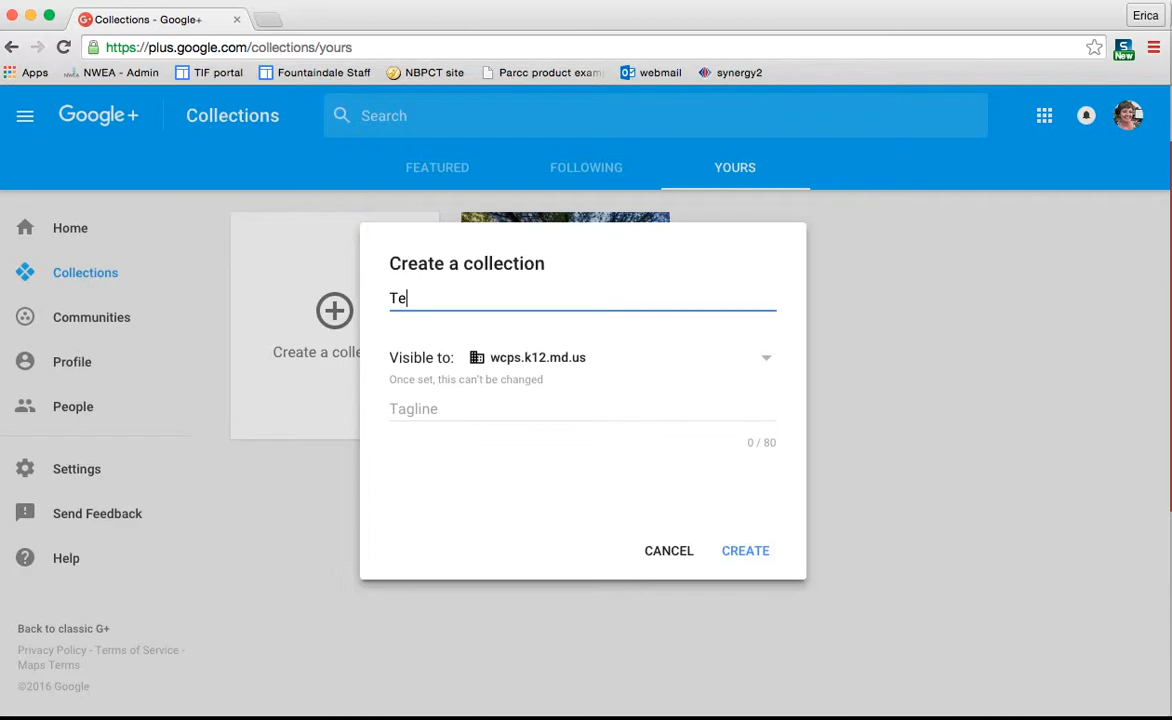 Collections - Google+
Erica
https://plus.google.com/collections/yours
New
Apps
NWEA - Admin
TIF portal
Fountaindale Staff
NBPCT site
Parcc product exam
webmail
synergy2
Google+
Collections
Search
FEATURED
FOLLOWING
YOURS
Home
Collections
Communities
Profile
People
Settings
Send Feedback
Help
Back to classic G+
Privacy Policy - Terms of Service -
Maps Terms
©2016 Google
Create a colle
Create a collection
Te
Visible to: wcps.k12.md.us
Once set, this can't be changed
Tagline
0 / 80
CANCEL
CREATE